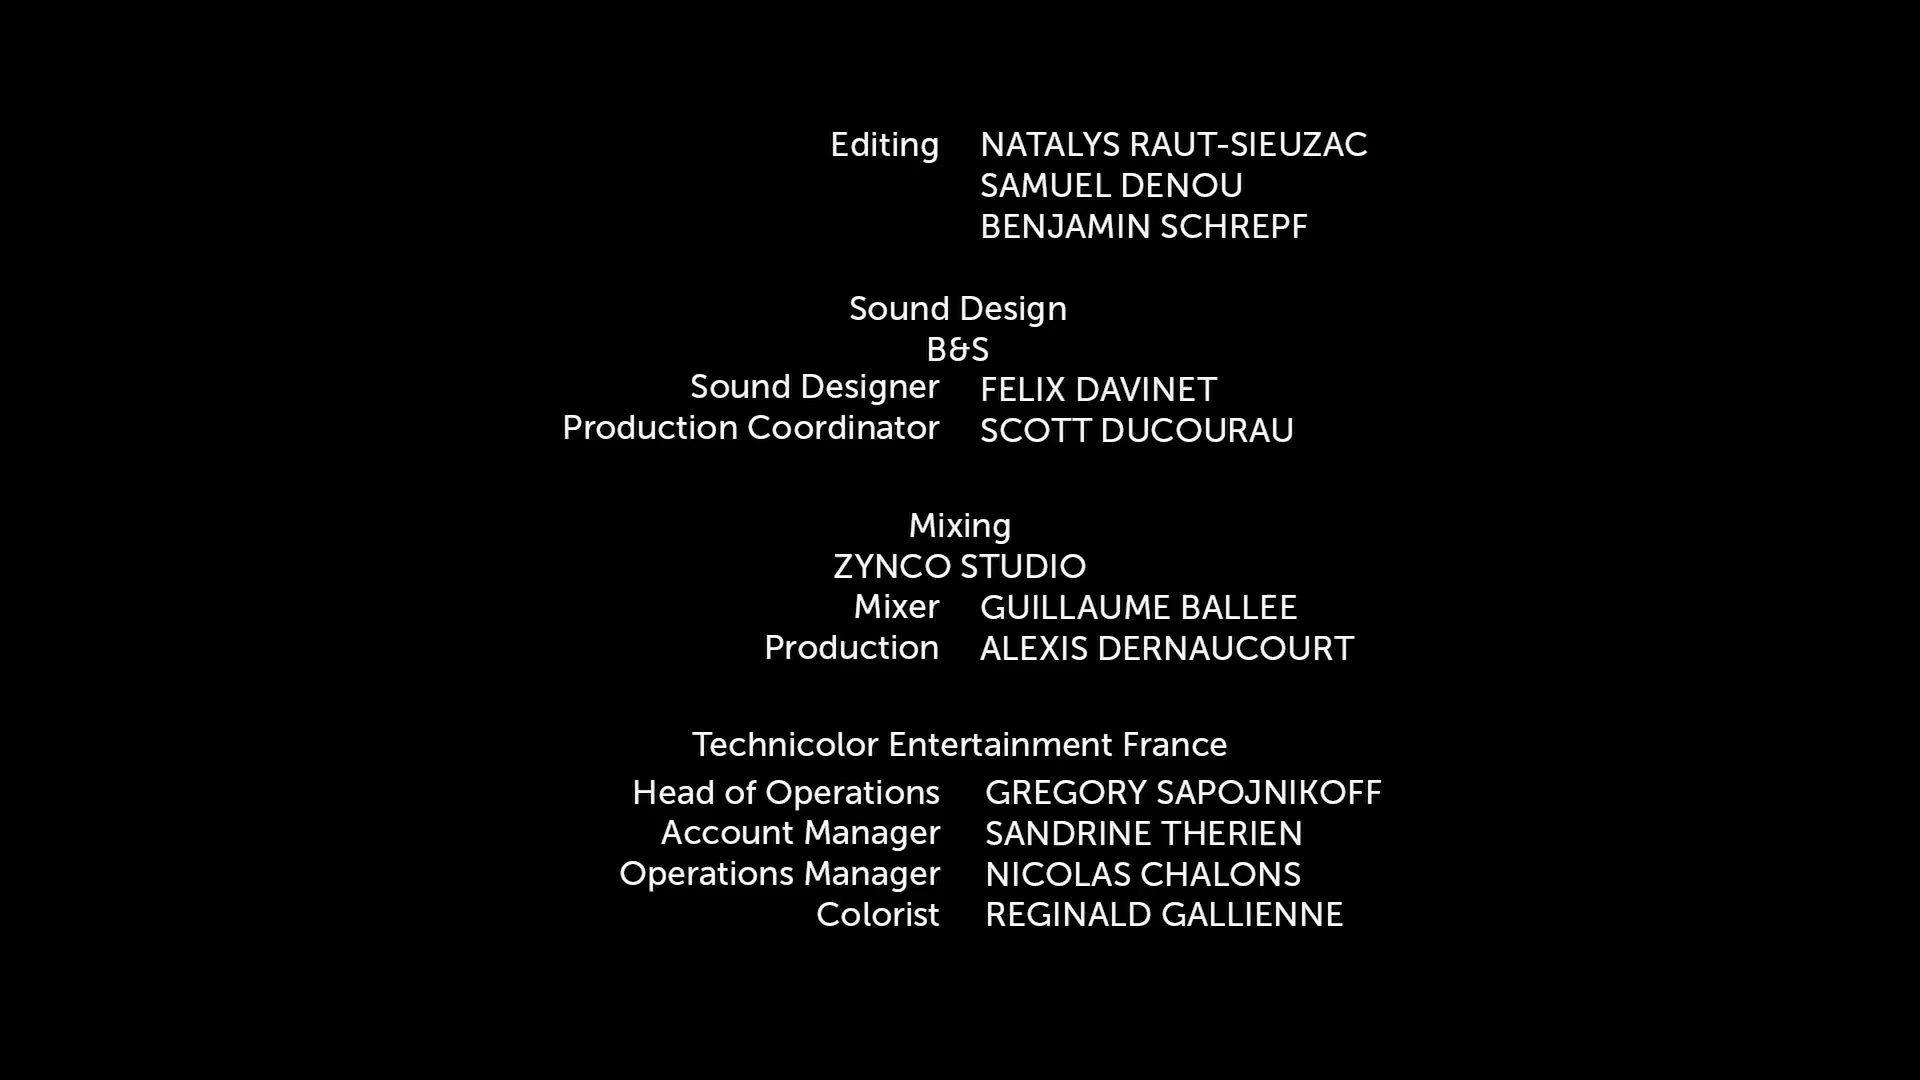 Editing NATALYS RAUT-SIEUZAC
SAMUEL DENOU
BENJAMIN SCHREPF
Sound Design
B&S
Sound Designer FELIX DAVINET
Production Coordinator SCOTT DUCOURAU
Mixing
ZYNCO STUDIO
Mixer GUILLAUME BALLEE
Production ALEXIS DERNAUCOURT
Technicolor Entertainment France
Head of Operations GREGORY SAPOJNIKOFF
Account Manager SANDRINE THERIEN
Operations Manager NICOLAS CHALONS
Colorist REGINALD GALLIENNE